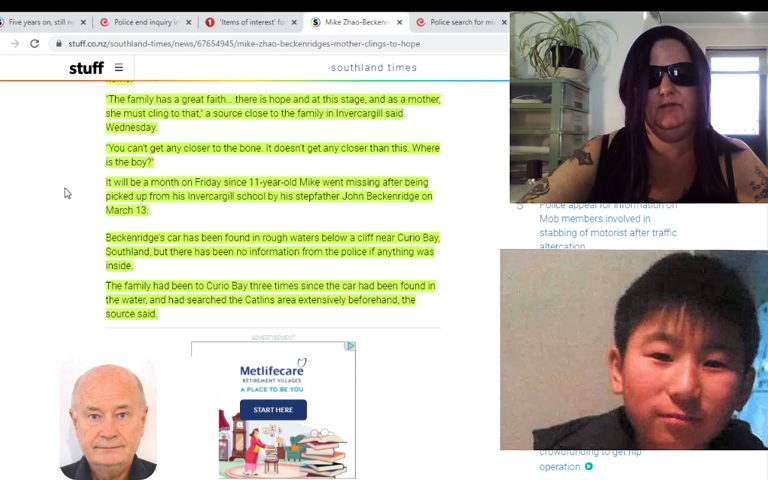 Five years on, still n
Police end inquiry in
'Items of interest' fo
Mike Zhao-Beckenri
Police search for mi
stuff.co.nz/southland-times/news/67654945/mike-zhao-beckenridges-mother-clings-to-hope
stuff
southland times
"The family has a great faith... there is hope and at this stage, and as a mother,
she must cling to that," a source close to the family in Invercargill said
Wednesday.
"You can't get any closer to the bone. It doesn't get any closer than this. Where
is the boy?"
It will be a month on Friday since 11-year-old Mike went missing after being
picked up from his Invercargill school by his stepfather John Beckenridge on
March 13.
Beckenridge's car has been found in rough waters below a cliff near Curio Bay,
Southland, but there has been no information from the police if anything was
inside.
The family had been to Curio Bay three times since the car had been found in
the water, and had searched the Catlins area extensively beforehand, the
source said.
ADVERTISEMENT
Metlifecare
RETIREMENT VILLAGES
A PLACE TO BE YOU
START HERE
Police appeal for information on
Mob members involved in
stabbing of motorist after traffic
altercation
crowdfunding to get hip
operation